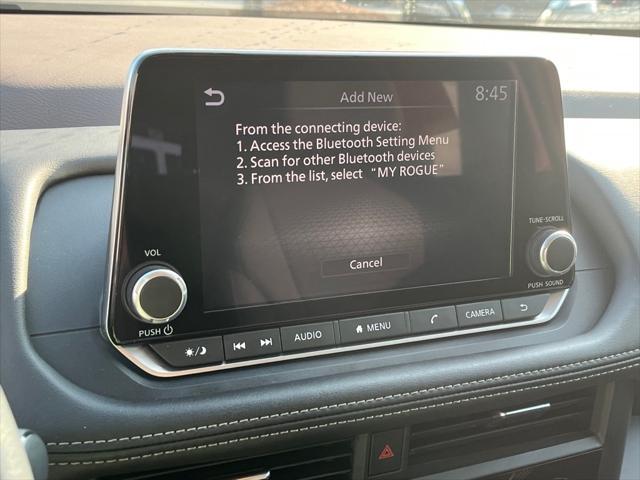 Add New
8:45
From the connecting device:
1. Access the Bluetooth Setting Menu
2. Scan for other Bluetooth devices
3. From the list, select "MY ROGUE"
Cancel
VOL
PUSH
TUNE·SCROLL
PUSH SOUND
AUDIO
MENU
CAMERA